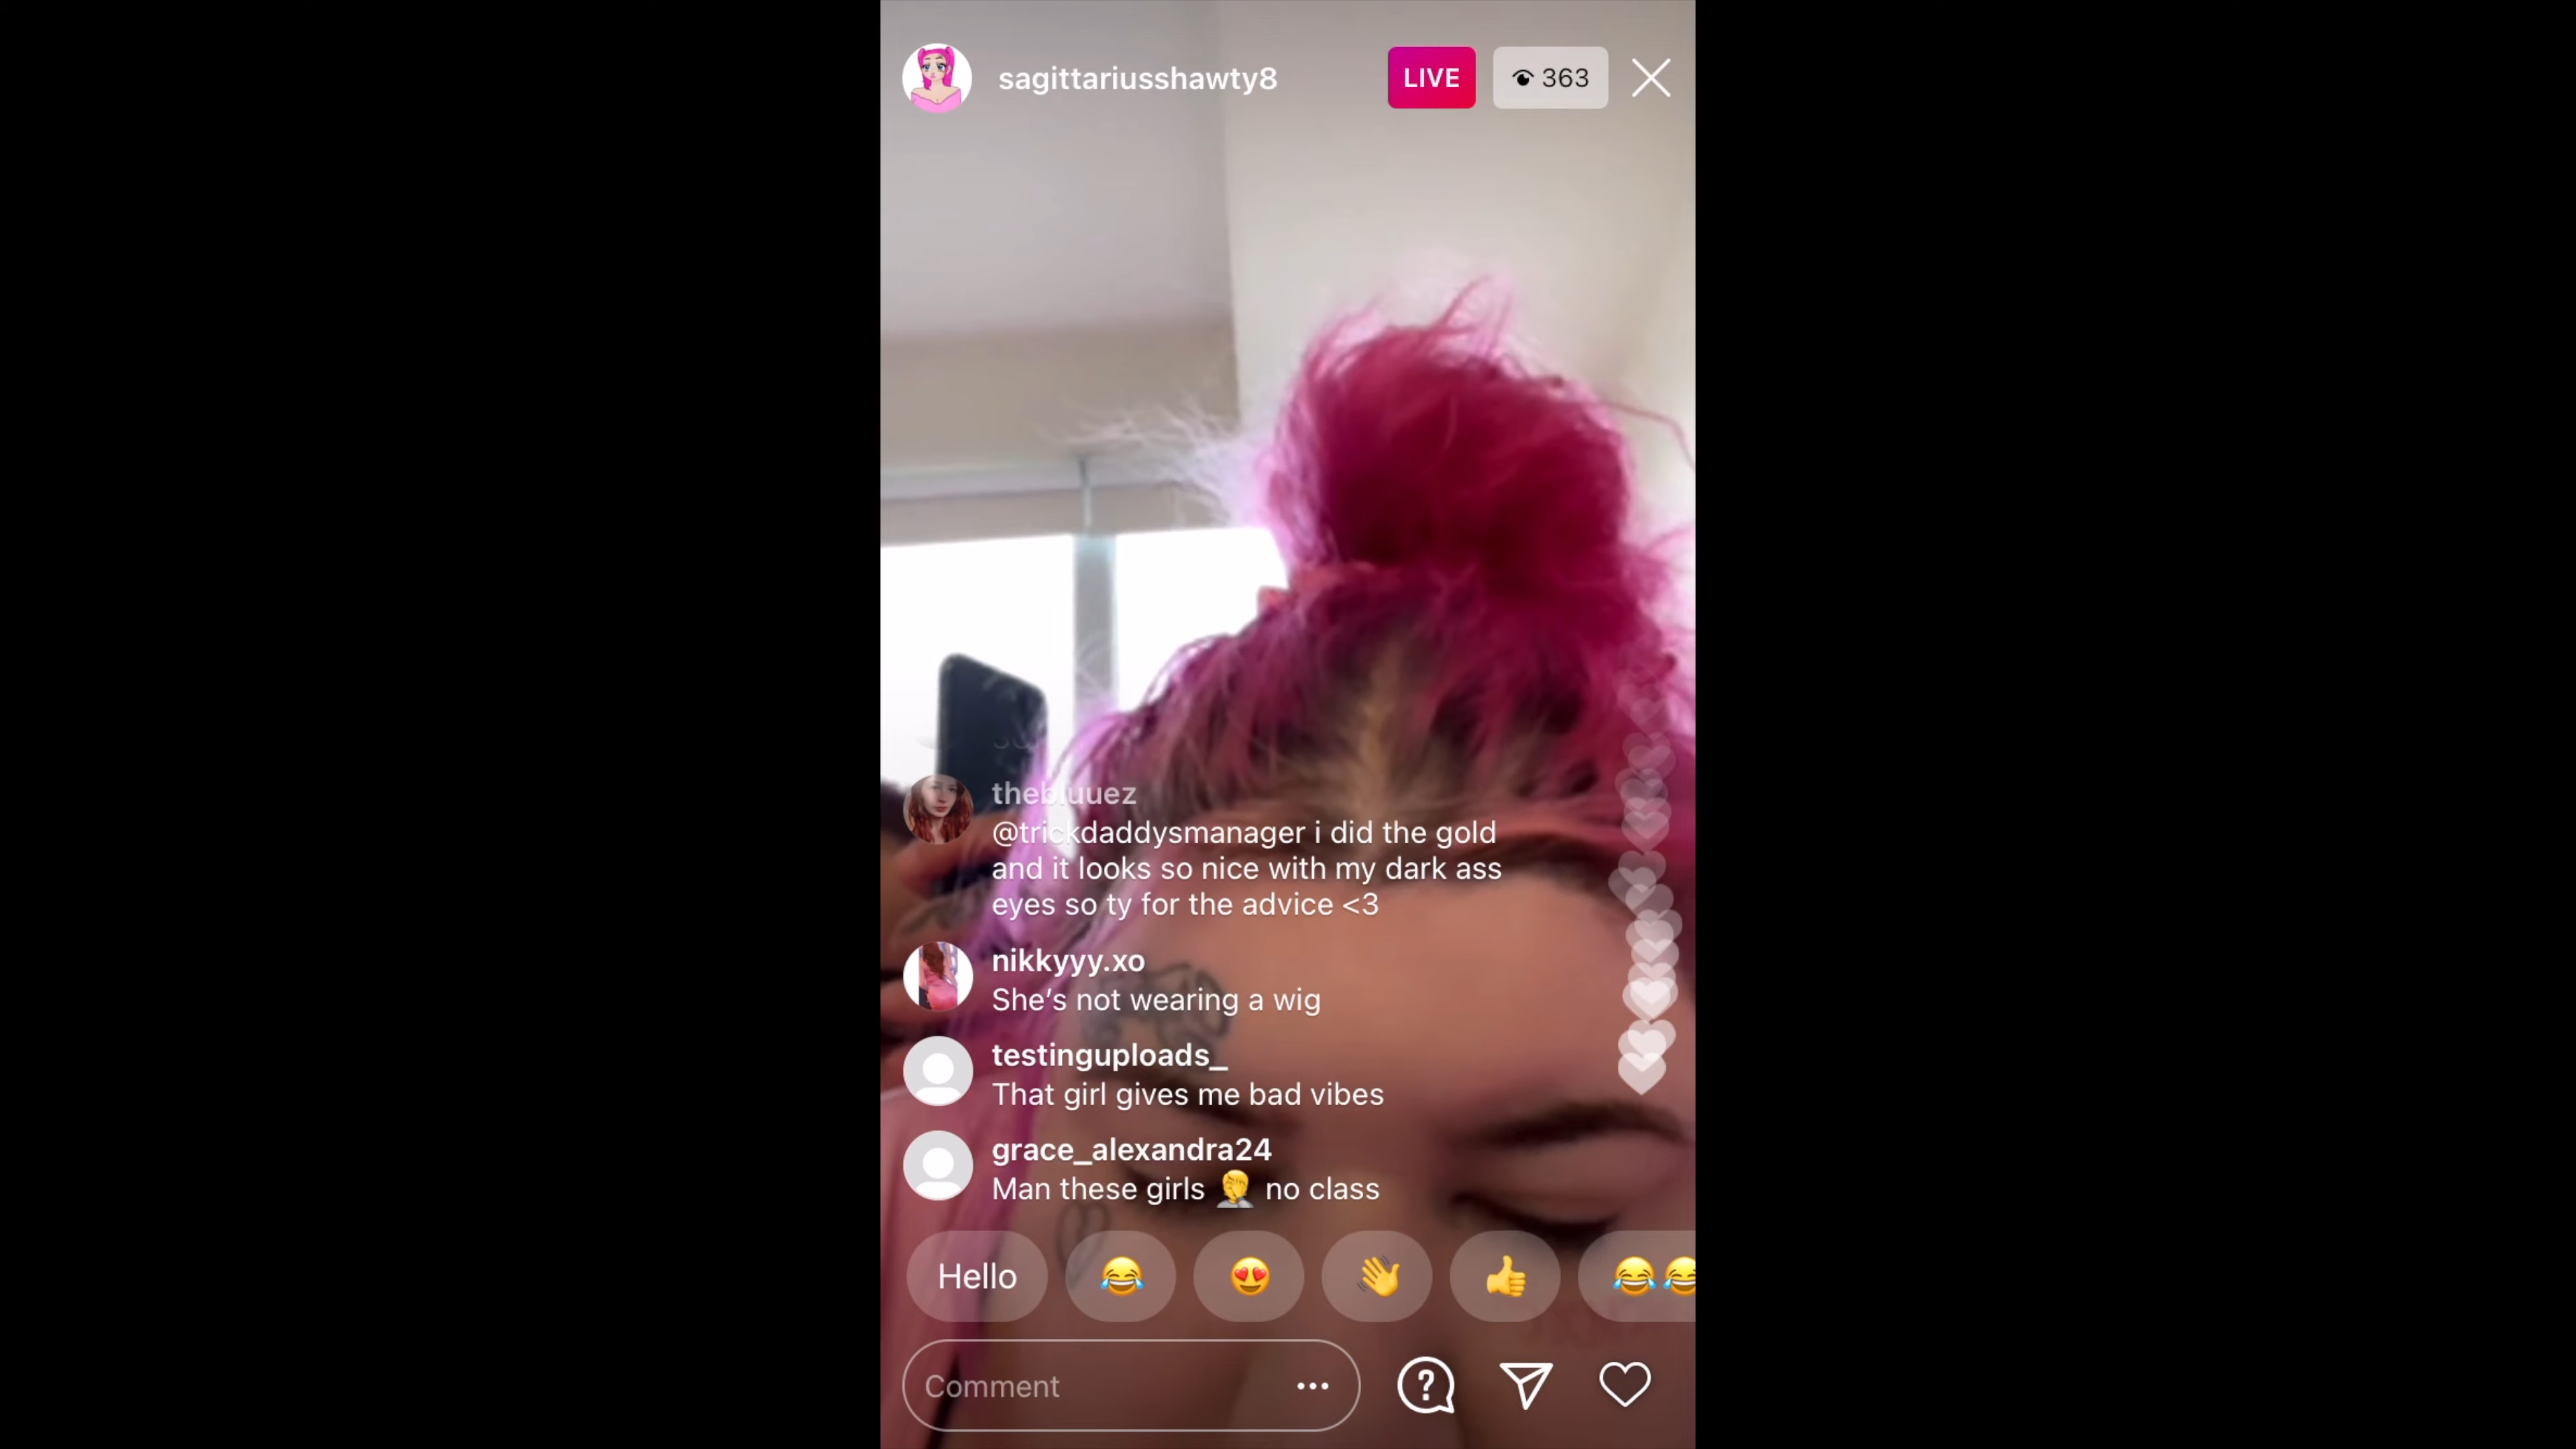 sagittariusshawty8
LIVE
363
thebluuez
@trickdaddysmanager i did the gold
and it looks so nice with my dark ass
eyes so ty for the advice <3
nikkyyy.xo
She’s not wearing a wig
testinguploads_
That girl gives me bad vibes
grace_alexandra24
Man these girls 🤦 no class
Hello 😂 😍 👋 👍 😂😂
Comment